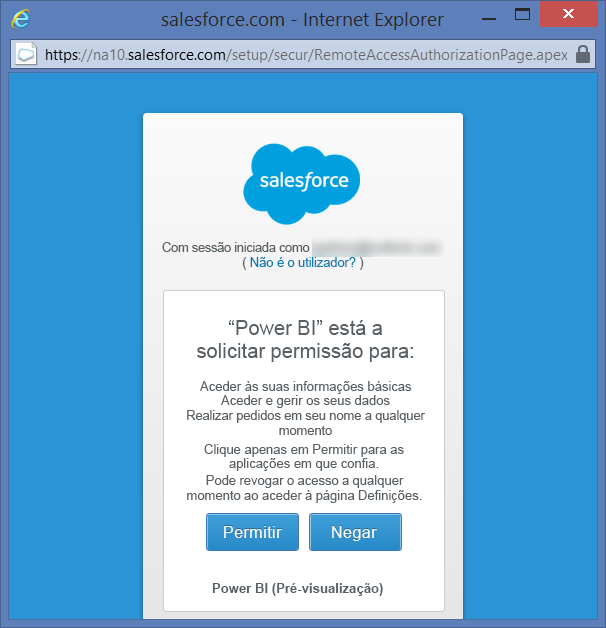 salesforce.com - Internet Explorer
https://na10.salesforce.com/setup/secur/RemoteAccessAuthorizationPage.apex
salesforce
Com sessão iniciada como
( Não é o utilizador? )
“Power BI” está a
solicitar permissão para:
Aceder às suas informações básicas
Aceder e gerir os seus dados
Realizar pedidos em seu nome a qualquer
momento
Clique apenas em Permitir para as
aplicações em que confia.
Pode revogar o acesso a qualquer
momento ao aceder à página Definições.
Permitir Negar
Power BI (Pré-visualização)